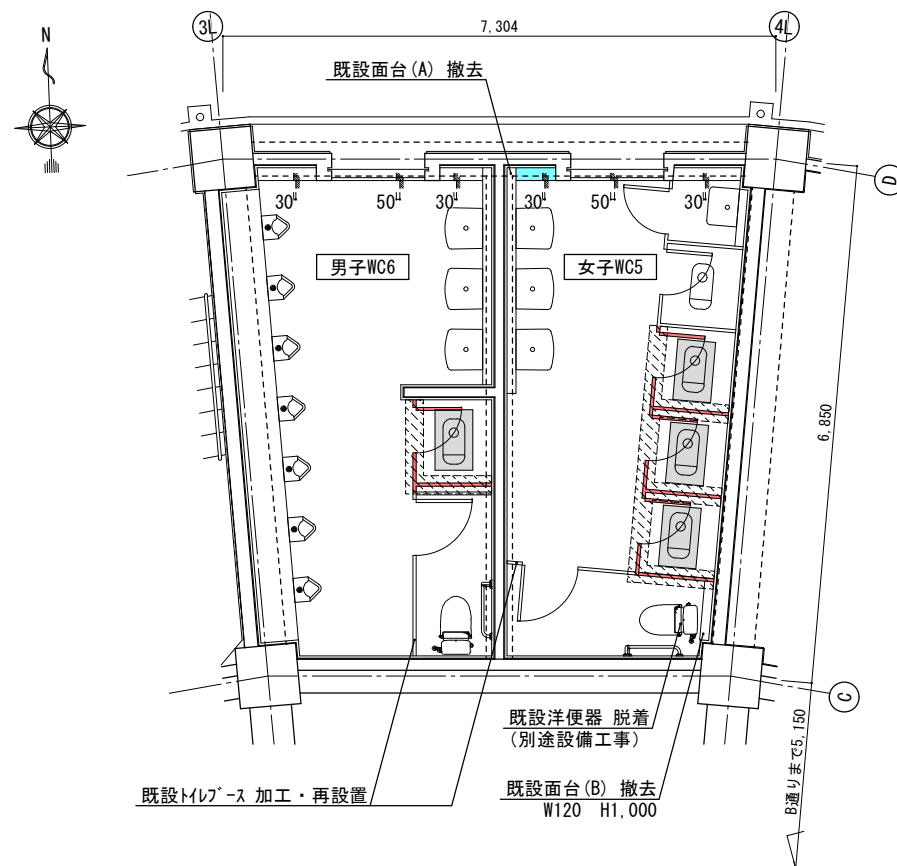 N
3L
4L
7,304
既設面台(A) 撤去
D
30
50
30
30
50
30
男子WC6
女子WC5
6,850
C
既設洋便器 脱着
(別途設備工事)
既設トイレブース 加工・再設置
既設面台(B) 撤去
W120 H1,000
B通りまで5,150